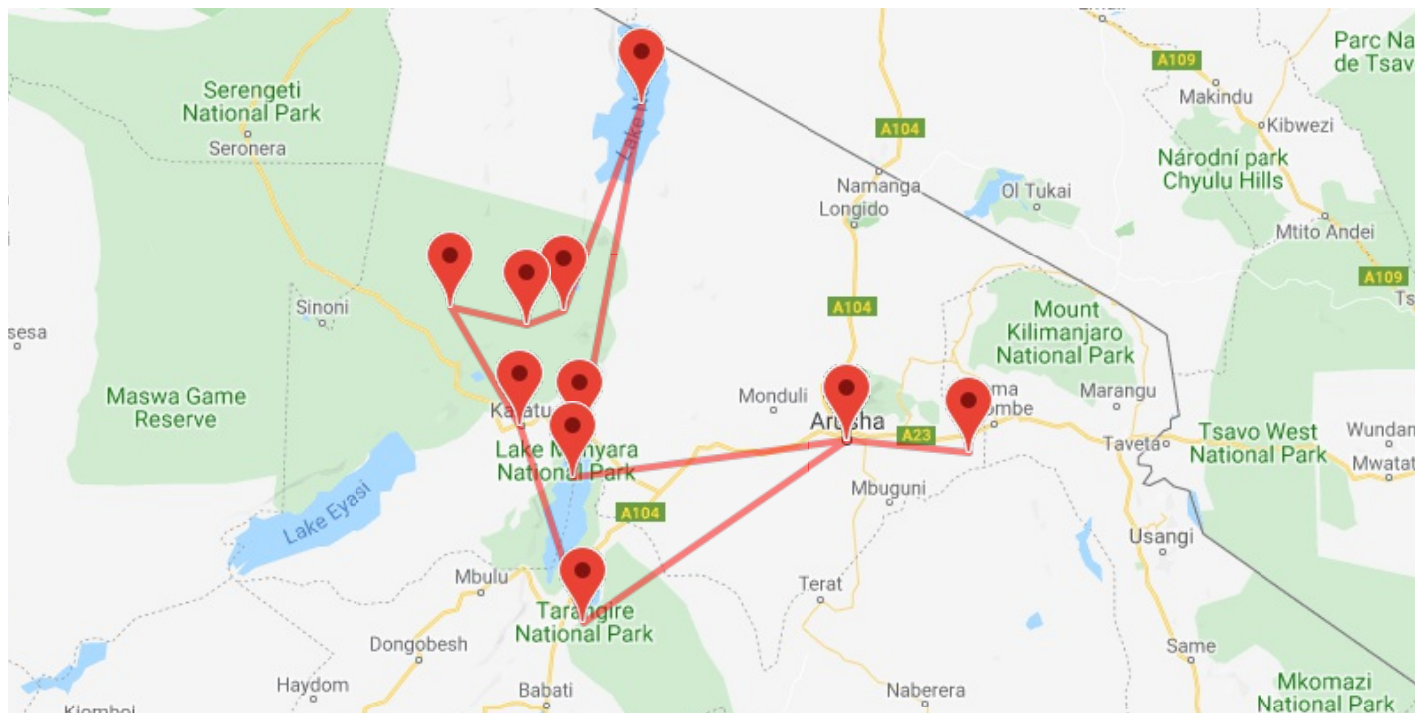 A109
Parc Na
de Tsav
Makindu
Serengeti
National Park
Seronera
A104
Kibwezi
Národní park
Chyulu Hills
Namanga
Ol Tukai
Longido
Mtito Andei
A109
Sinoni
A104
Mount
Kilimanjaro
National Park
sesa
Maswa Game
Reserve
Monduli
Marangu
Arusha
A23
Taveta
Tsavo West
National Park
Wundan
Mwatat
Lake Manyara
National Park
Mbuguni
Lake Eyasi
A104
Usangi
Mbulu
Terat
Tarangire
National Park
Dongobesh
Same
Haydom
Babati
Naberera
Mkomazi
National Park